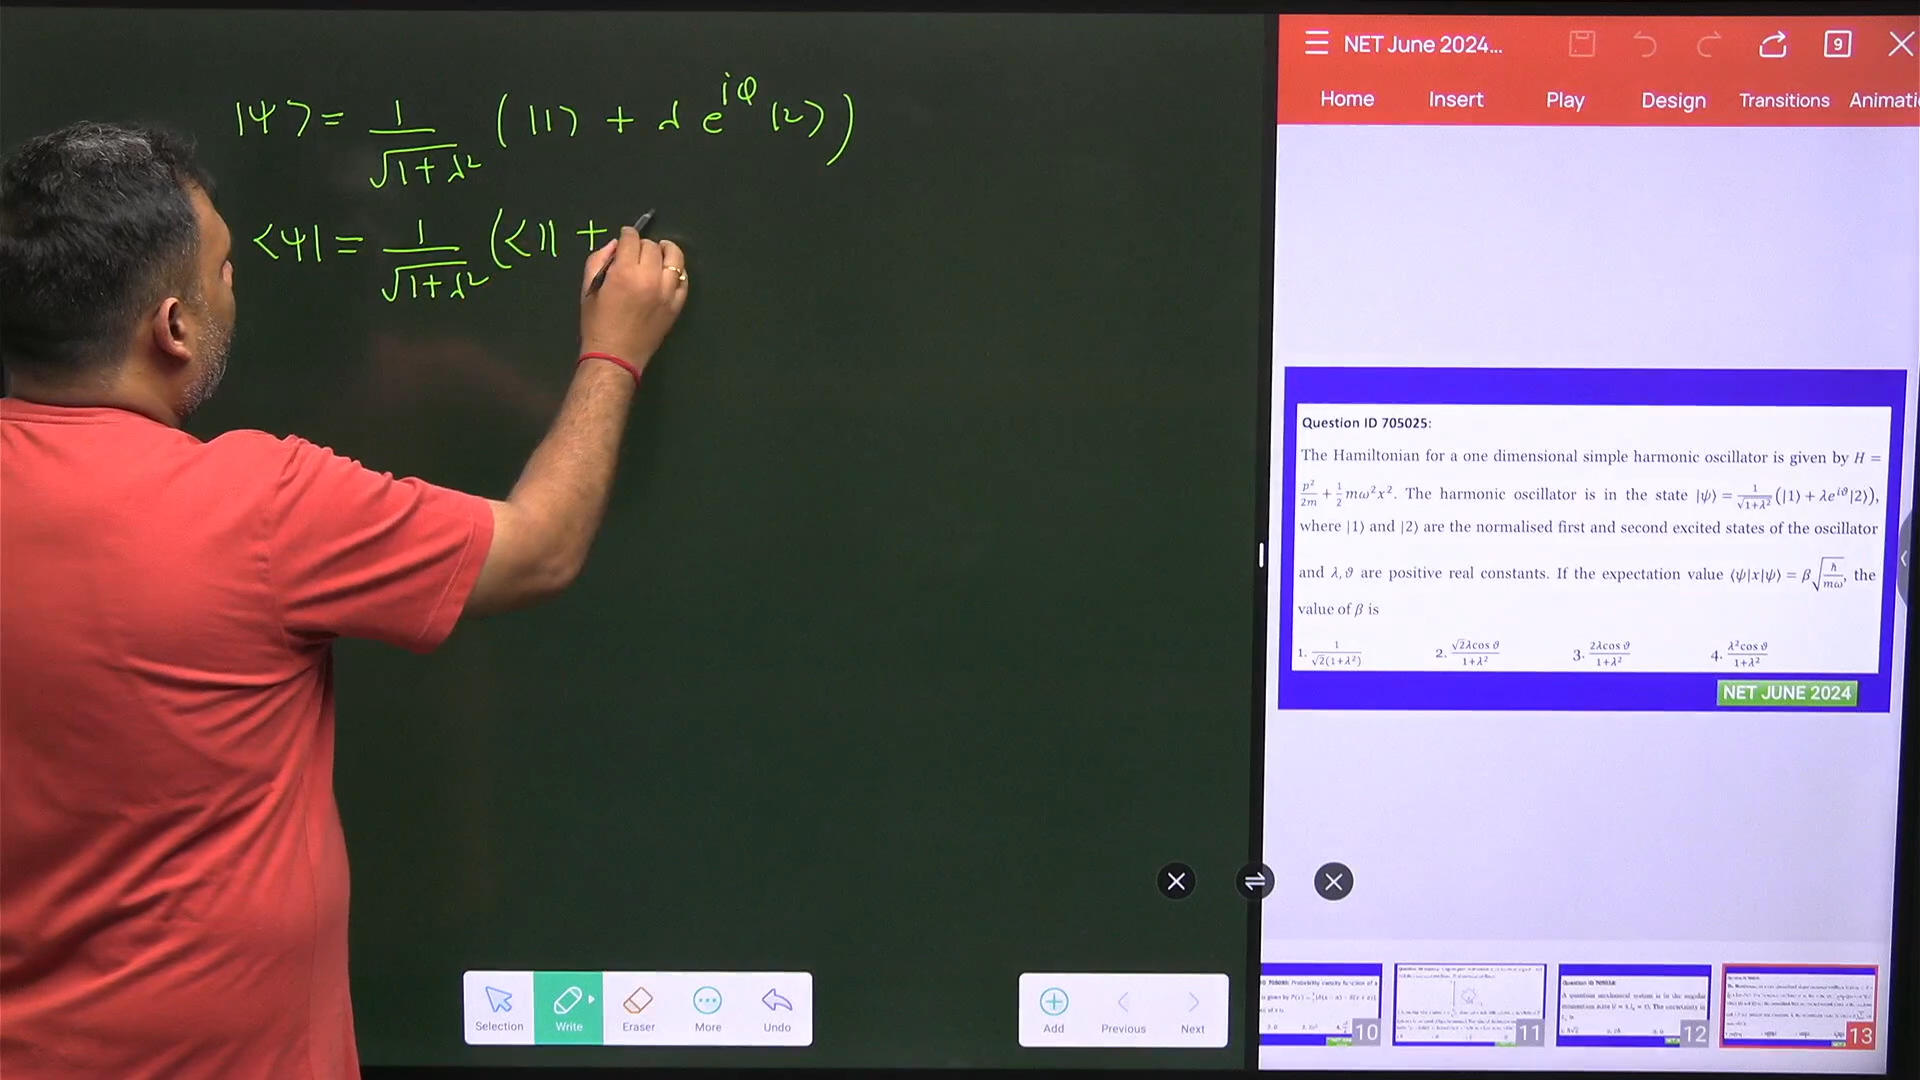 |ψ⟩ = 1/√(1+λ²) (|1⟩ + λ e^{iφ} |2⟩)
⟨ψ| = 1/√(1+λ²) (⟨1| +
NET June 2024...
9
Home Insert Play Design Transitions Animati
Question ID 705025:
The Hamiltonian for a one dimensional simple harmonic oscillator is given by H =
p²/2m + 1/2 mω²x². The harmonic oscillator is in the state |ψ⟩ = 1/√(1+λ²) (|1⟩ + λe^{iϑ}|2⟩),
where |1⟩ and |2⟩ are the normalised first and second excited states of the oscillator
and λ, ϑ are positive real constants. If the expectation value ⟨ψ|x|ψ⟩ = β√(ħ/mω), the
value of β is
1. 1/√2(1+λ²) 2. √2λcos ϑ/1+λ² 3. 2λcos ϑ/1+λ² 4. λ²cos ϑ/1+λ²
NET JUNE 2024
Selection Write Eraser More Undo
Add Previous Next
10 11 12 13